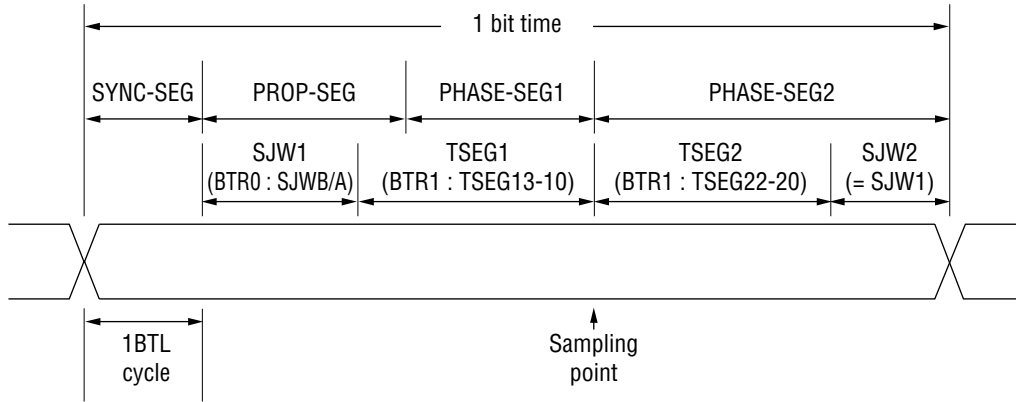 1 bit time
SYNC-SEG PROP-SEG PHASE-SEG1 PHASE-SEG2
SJW1 TSEG1 TSEG2 SJW2
(BTR0 : SJWB/A) (BTR1 : TSEG13-10) (BTR1 : TSEG22-20) (= SJW1)
1BTL Sampling
cycle point